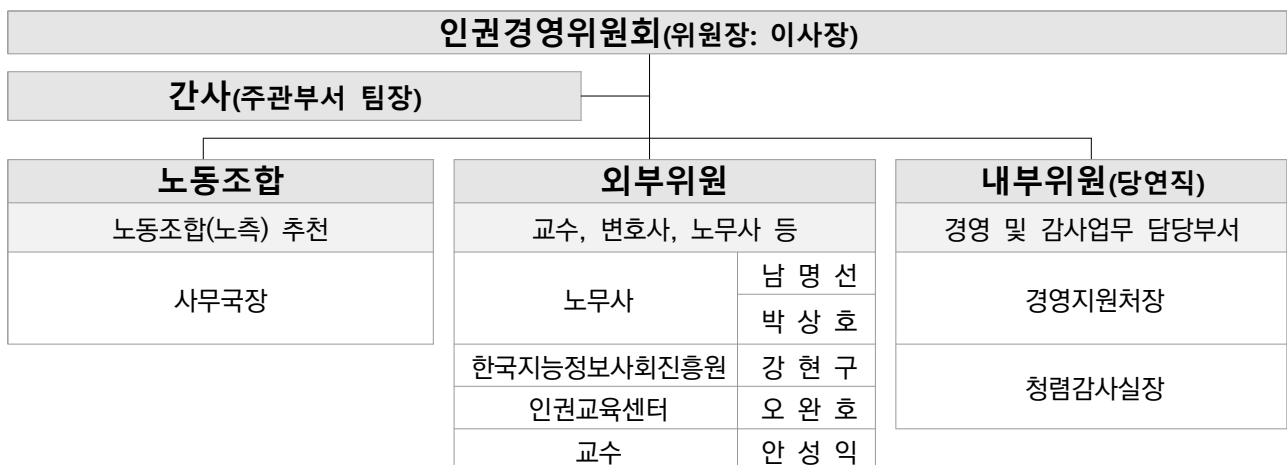 인권경영위원회(위원장: 이사장)
간사(주관부서 팀장)
노동조합
노동조합(노측) 추천
사무국장
외부위원
교수, 변호사, 노무사 등
노무사
남 명 선
박 상 호
한국지능정보사회진흥원 강 현 구
인권교육센터 오 완 호
교수 안 성 익
내부위원(당연직)
경영 및 감사업무 담당부서
경영지원처장
청렴감사실장